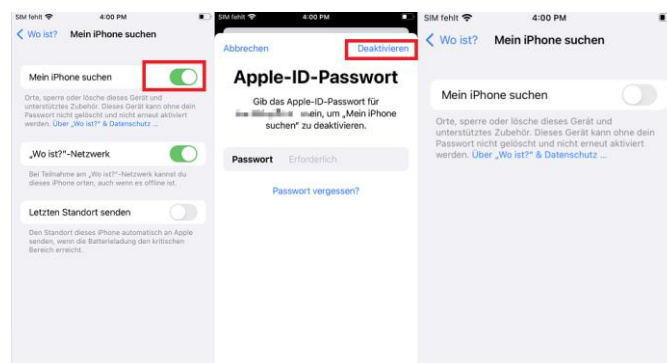 SIM fehlt 4:00 PM
Wo ist? Mein iPhone suchen
Mein iPhone suchen
Orte, sperre oder lösche dieses Gerät und
unterstütztes Zubehör. Dieses Gerät kann ohne dein
Passwort nicht gelöscht und nicht erneut aktiviert
werden. Über „Wo ist?“ & Datenschutz ...
„Wo ist?“-Netzwerk
Bei Teilnahme am „Wo ist?“-Netzwerk kannst du
dieses iPhone orten, auch wenn es offline ist.
Letzten Standort senden
Den Standort dieses iPhone automatisch an Apple
senden, wenn die Batterieladung den kritischen
Bereich erreicht.
SIM fehlt 4:00 PM
Abbrechen Deaktivieren
Apple-ID-Passwort
Gib das Apple-ID-Passwort für
ein, um „Mein iPhone
suchen“ zu deaktivieren.
Passwort Erforderlich
Passwort vergessen?
SIM fehlt 4:00 PM
Wo ist? Mein iPhone suchen
Mein iPhone suchen
Orte, sperre oder lösche dieses Gerät und
unterstütztes Zubehör. Dieses Gerät kann ohne dein
Passwort nicht gelöscht und nicht erneut aktiviert
werden. Über „Wo ist?“ & Datenschutz ...